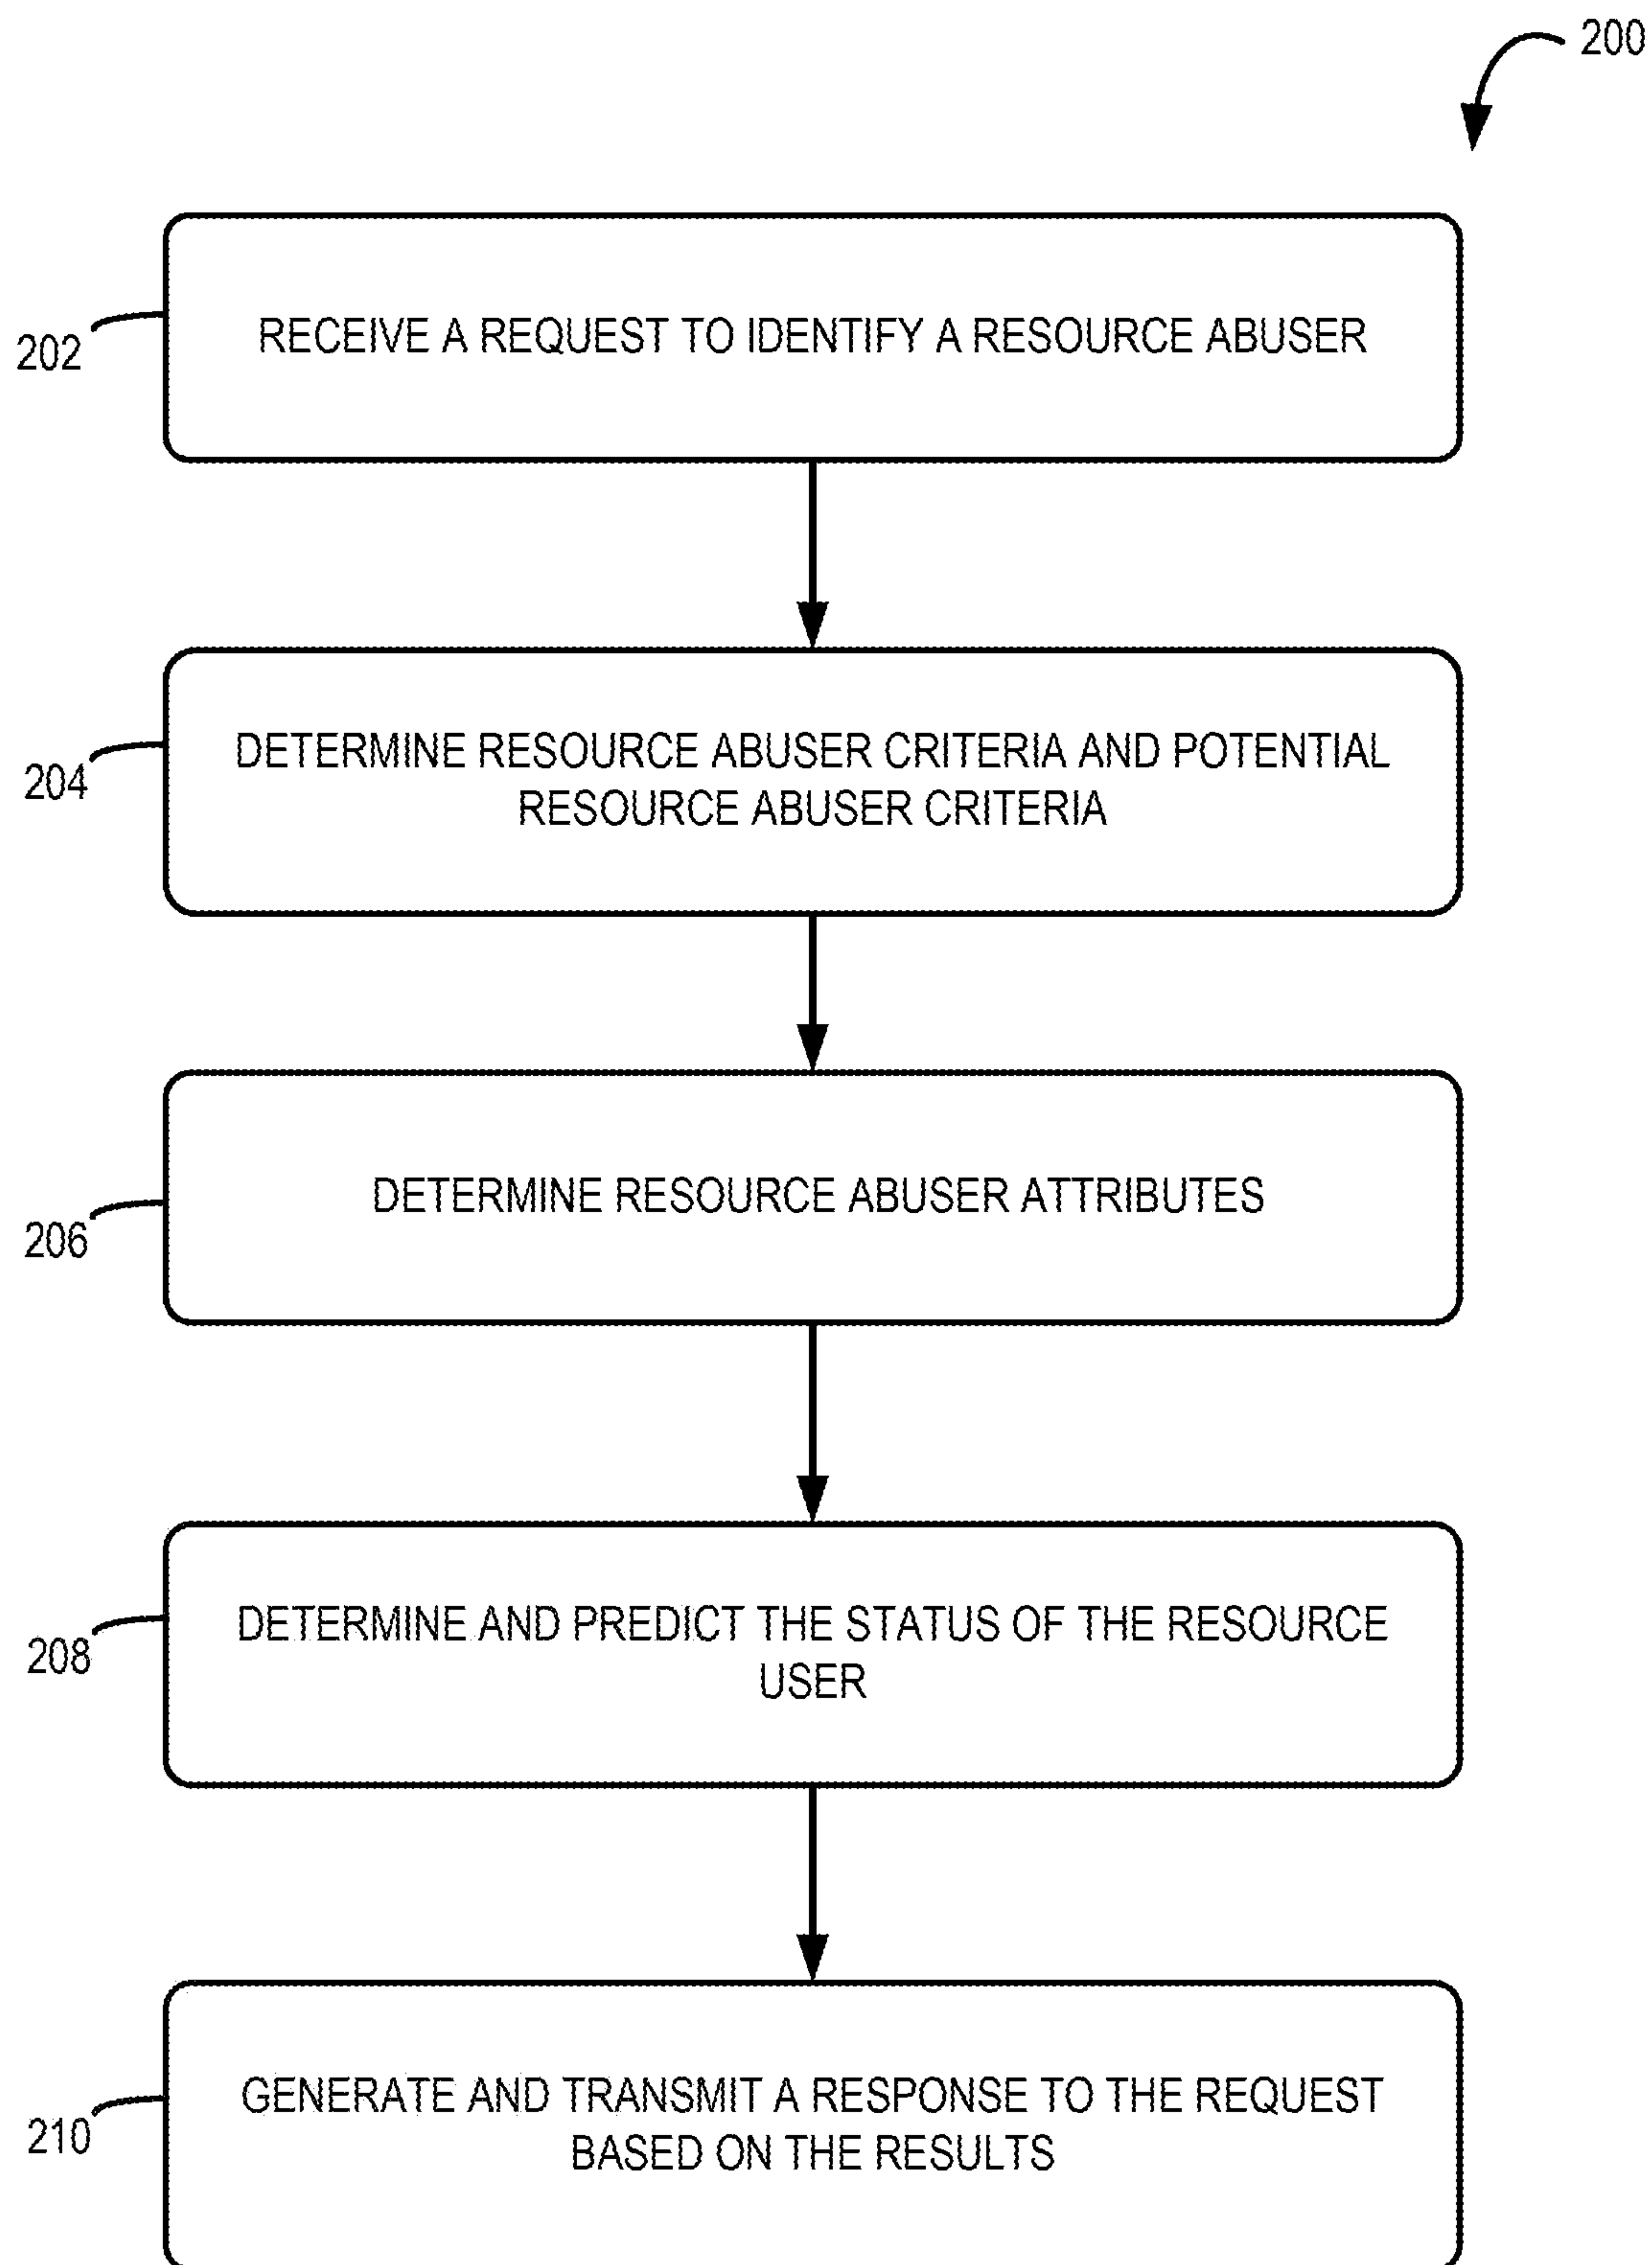 200
202
RECEIVE A REQUEST TO IDENTIFY A RESOURCE ABUSER
204
DETERMINE RESOURCE ABUSER CRITERIA AND POTENTIAL
RESOURCE ABUSER CRITERIA
206
DETERMINE RESOURCE ABUSER ATTRIBUTES
208
DETERMINE AND PREDICT THE STATUS OF THE RESOURCE
USER
210
GENERATE AND TRANSMIT A RESPONSE TO THE REQUEST
BASED ON THE RESULTS